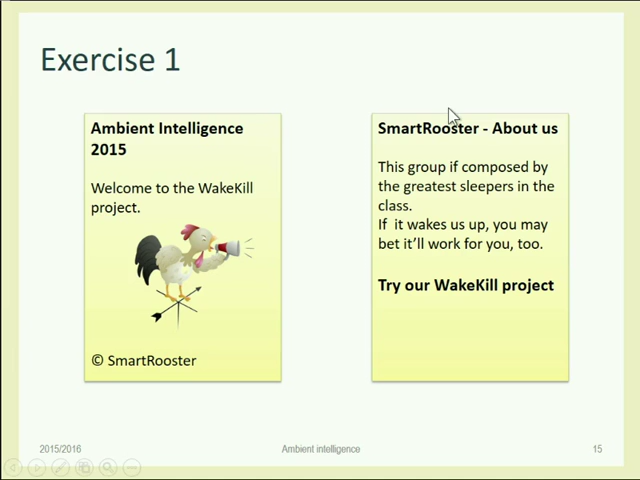 Exercise 1
Ambient Intelligence
2015
Welcome to the WakeKill
project.
© SmartRooster
SmartRooster - About us
This group if composed by
the greatest sleepers in the
class.
If it wakes us up, you may
bet it'll work for you, too.
Try our WakeKill project
2015/2016
Ambient intelligence
15